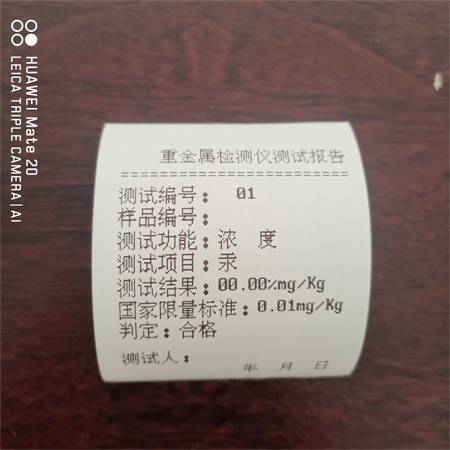 重金属检测仪测试报告
==============================
测试编号： 01
样品编号：
测试功能：浓 度
测试项目：汞
测试结果：00.00%mg/Kg
国家限量标准：0.01mg/Kg
判定：合格
测试人：
年 月 日
HUAWEI Mate 20
LEICA TRIPLE CAMERA | AI